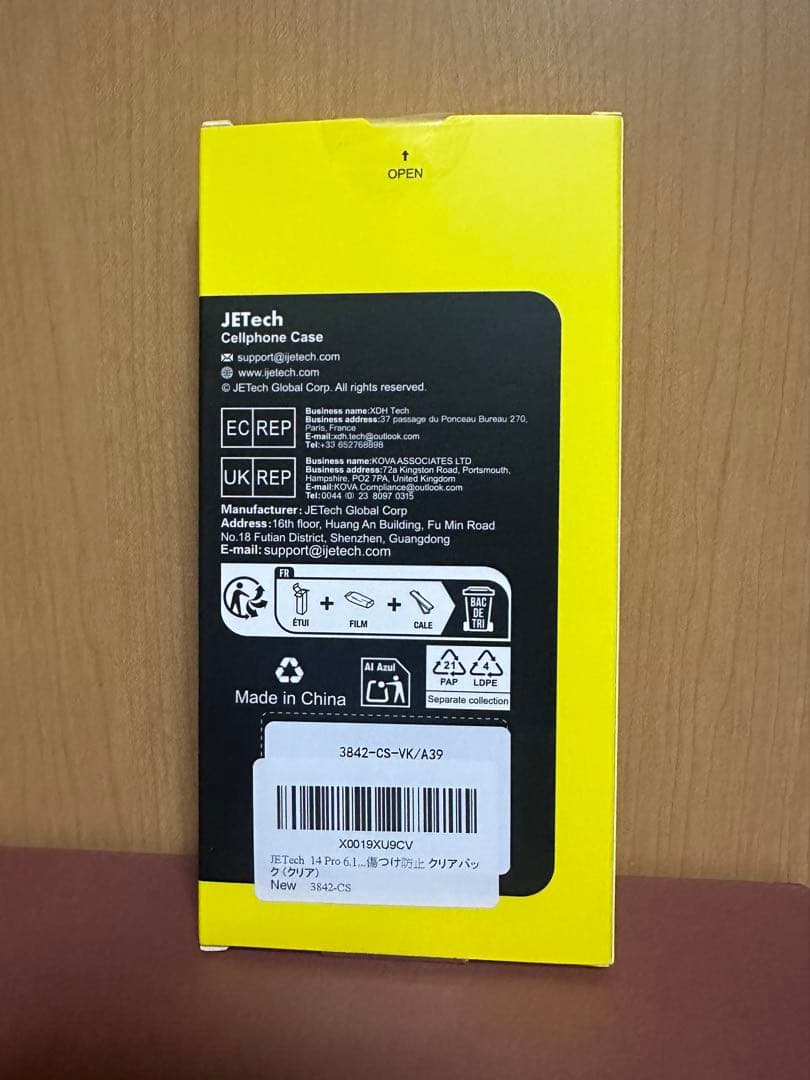 OPEN
JETech
Cellphone Case
support@ijetech.com
www.ijetech.com
© JETech Global Corp. All rights reserved.
EC REP
Business name:XDH Tech
Business address:37 passage du Ponceau Bureau 270,
Paris, France
E-mail:xdh.tech@outlook.com
Tel:+33 652768898
UK REP
Business name:KOVA ASSOCIATES LTD
Business address:72a Kingston Road, Portsmouth,
Hampshire, PO2 7PA, United Kingdom
E-mail:KOVA.Compliance@outlook.com
Tel:0044 (0) 23 8097 0315
Manufacturer: JETech Global Corp
Address:16th floor, Huang An Building, Fu Min Road
No.18 Futian District, Shenzhen, Guangdong
E-mail: support@ijetech.com
FR
ÉTUI + FILM + CALE
BAC
DE
TRI
Made in China
Al Azul
21 4
PAP LDPE
Separate collection
3842-CS-VK/A39
X0019XU9CV
JETech 14 Pro 6.1...傷つけ防止 クリアバッ
ク (クリア)
New 3842-CS